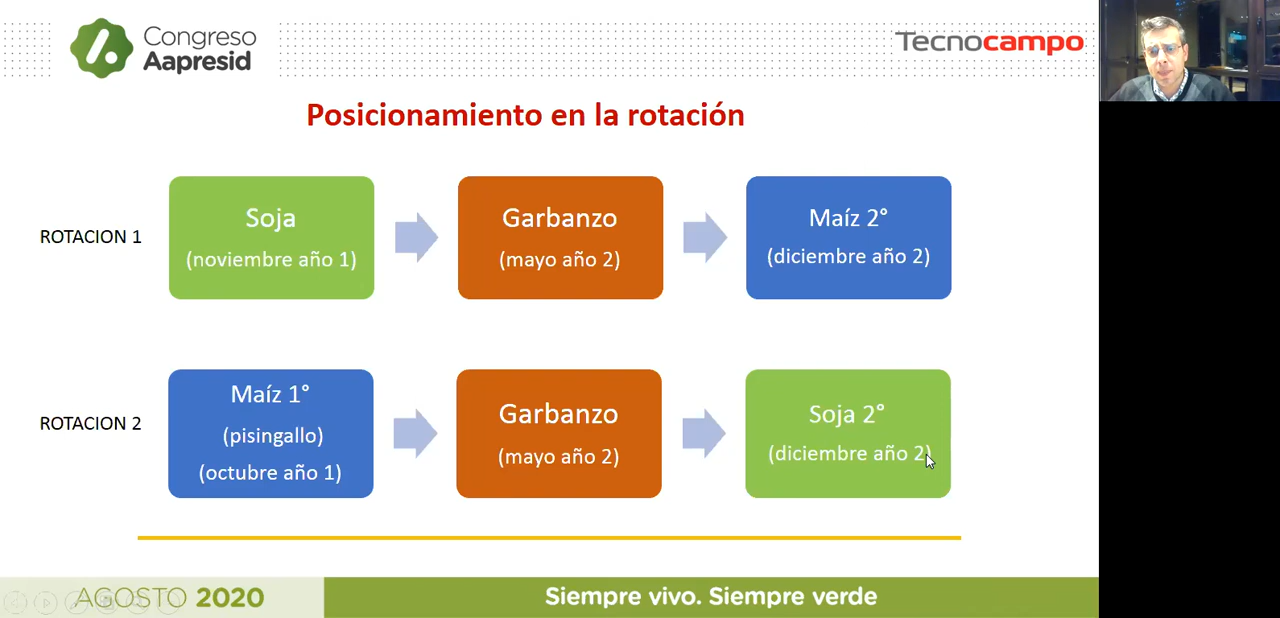 Congreso
Aapresid
Tecnocampo
Posicionamiento en la rotación
ROTACION 1
Soja
(noviembre año 1)
Garbanzo
(mayo año 2)
Maíz 2°
(diciembre año 2)
ROTACION 2
Maíz 1°
(pisingallo)
(octubre año 1)
Garbanzo
(mayo año 2)
Soja 2°
(diciembre año 2)
AGOSTO 2020
Siempre vivo. Siempre verde